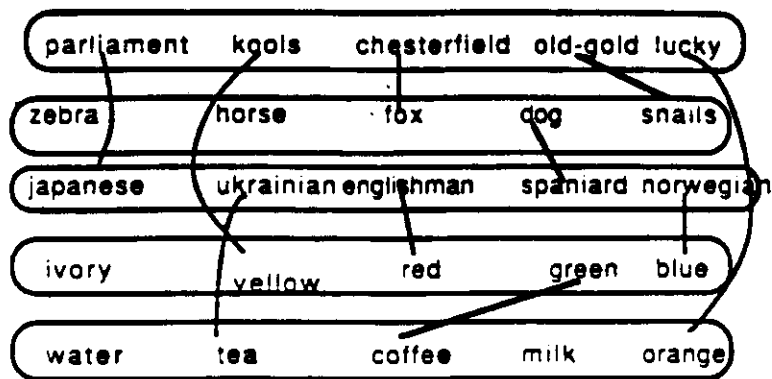 parliament kools chesterfield old-gold lucky
zebra horse fox dog snails
japanese ukrainian englishman spaniard norwegian
ivory yellow red green blue
water tea coffee milk orange